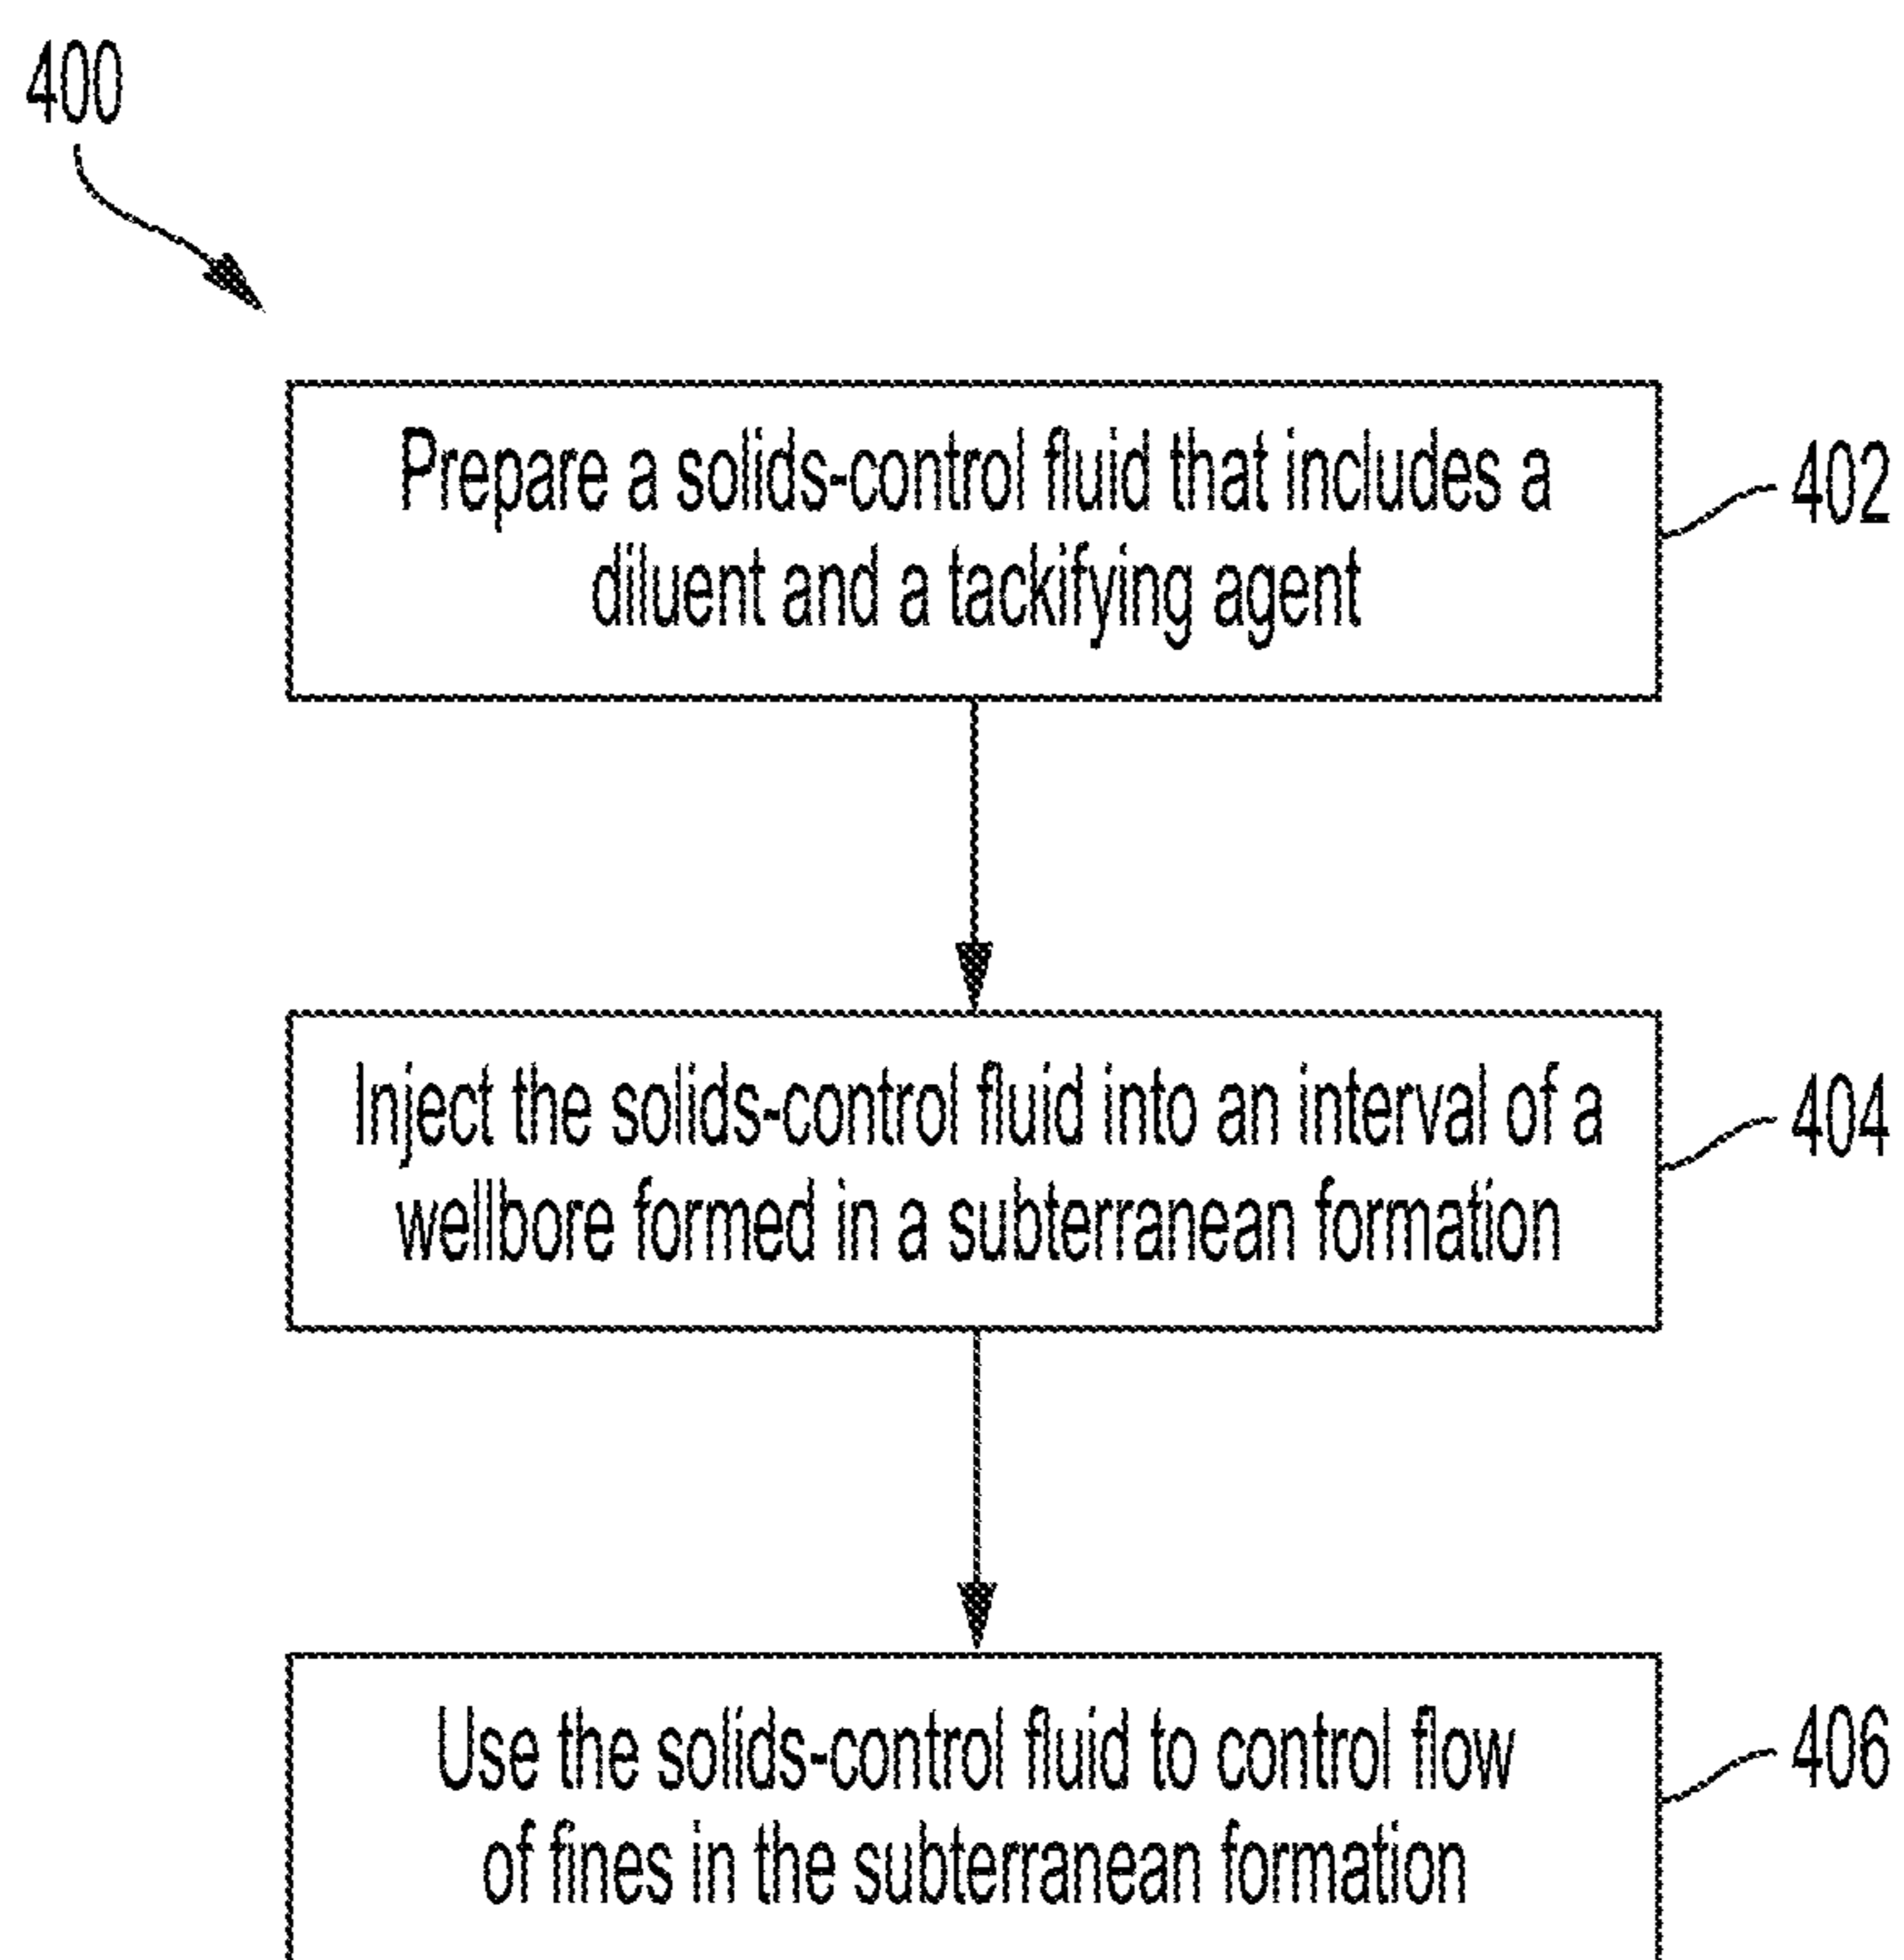 400
Prepare a solids-control fluid that includes a
diluent and a tackifying agent
402
Inject the solids-control fluid into an interval of a
wellbore formed in a subterranean formation
404
Use the solids-control fluid to control flow
of fines in the subterranean formation
406